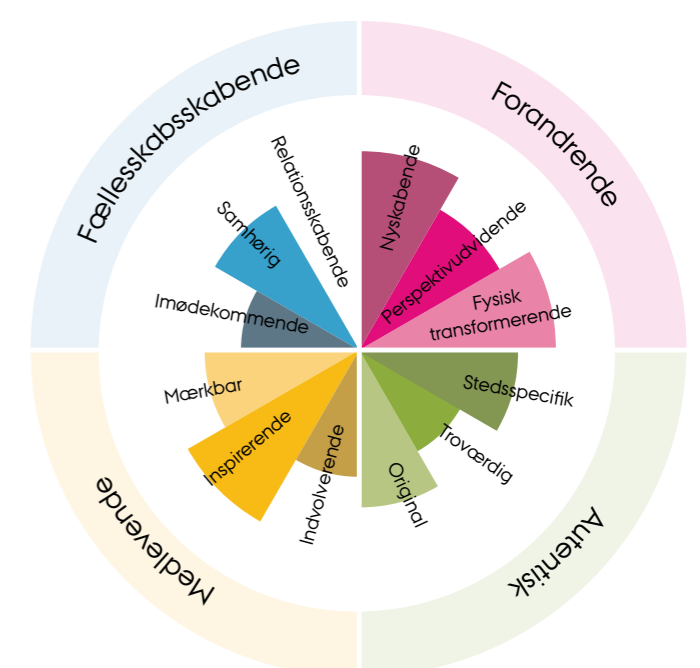 Fællesskabsskabende
Forandrende
Relationsskabende
Samhørig
Imødekommende
Nyskabende
Perspektivudvidende
Fysisk
transformerende
Mærkbar
Inspirerende
Indvolverende
Stedsspecifik
Troværdig
Original
Medlevende
Autentisk